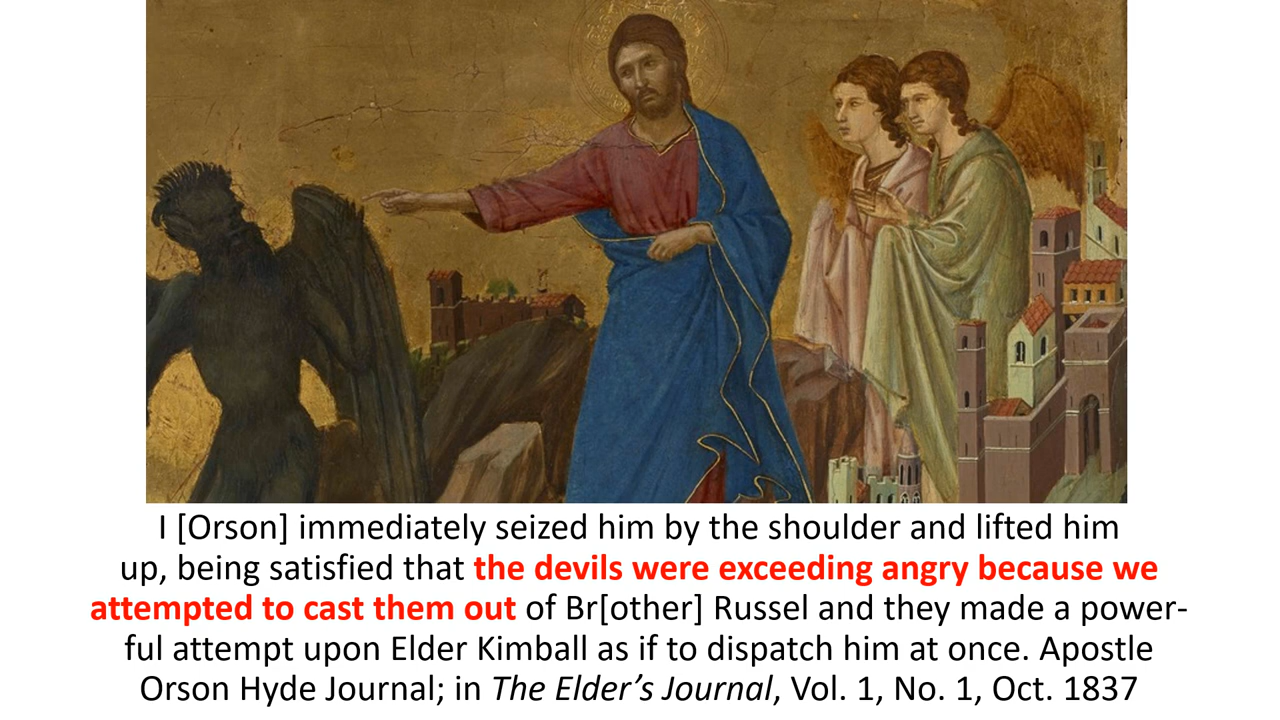 I [Orson] immediately seized him by the shoulder and lifted him
up, being satisfied that the devils were exceeding angry because we
attempted to cast them out of Br[other] Russel and they made a power-
ful attempt upon Elder Kimball as if to dispatch him at once. Apostle
Orson Hyde Journal; in The Elder’s Journal, Vol. 1, No. 1, Oct. 1837